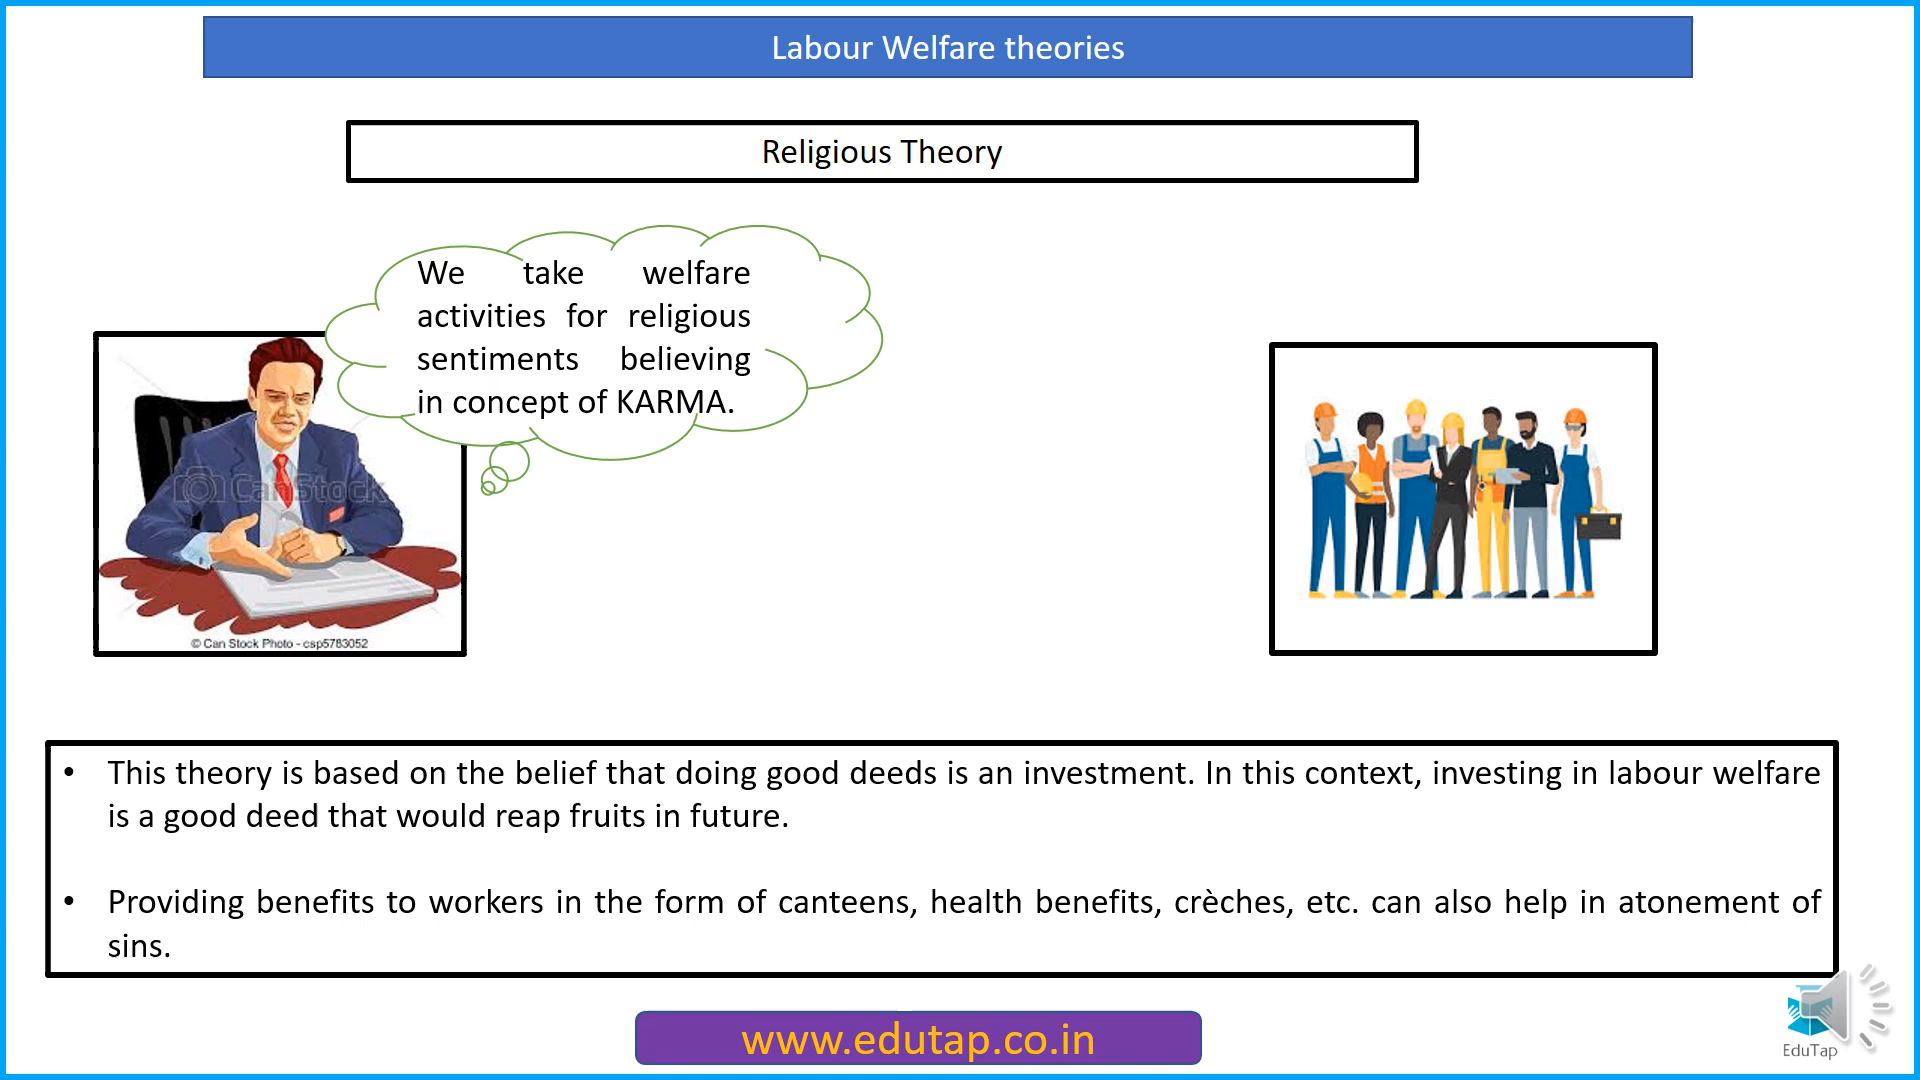 Labour Welfare theories
Religious Theory
We take welfare
activities for religious
sentiments believing
in concept of KARMA.
CanStock
© Can Stock Photo - csp5783052
• This theory is based on the belief that doing good deeds is an investment. In this context, investing in labour welfare
is a good deed that would reap fruits in future.
• Providing benefits to workers in the form of canteens, health benefits, crèches, etc. can also help in atonement of
sins.
www.edutap.co.in
EduTap